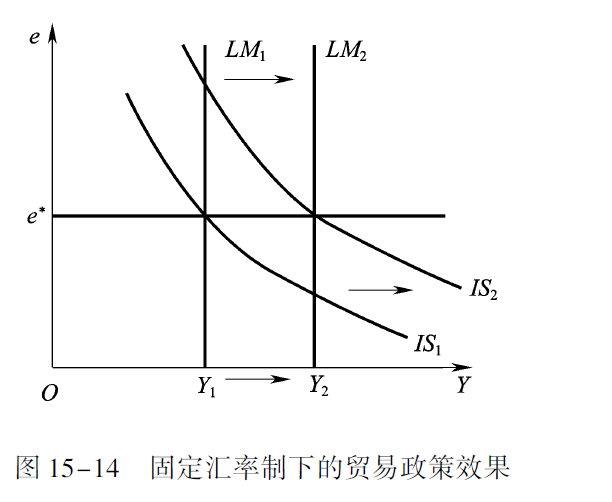 e
LM₁
LM₂
e*
IS₂
IS₁
O
Y₁
Y₂
Y
图 15-14 固定汇率制下的贸易政策效果